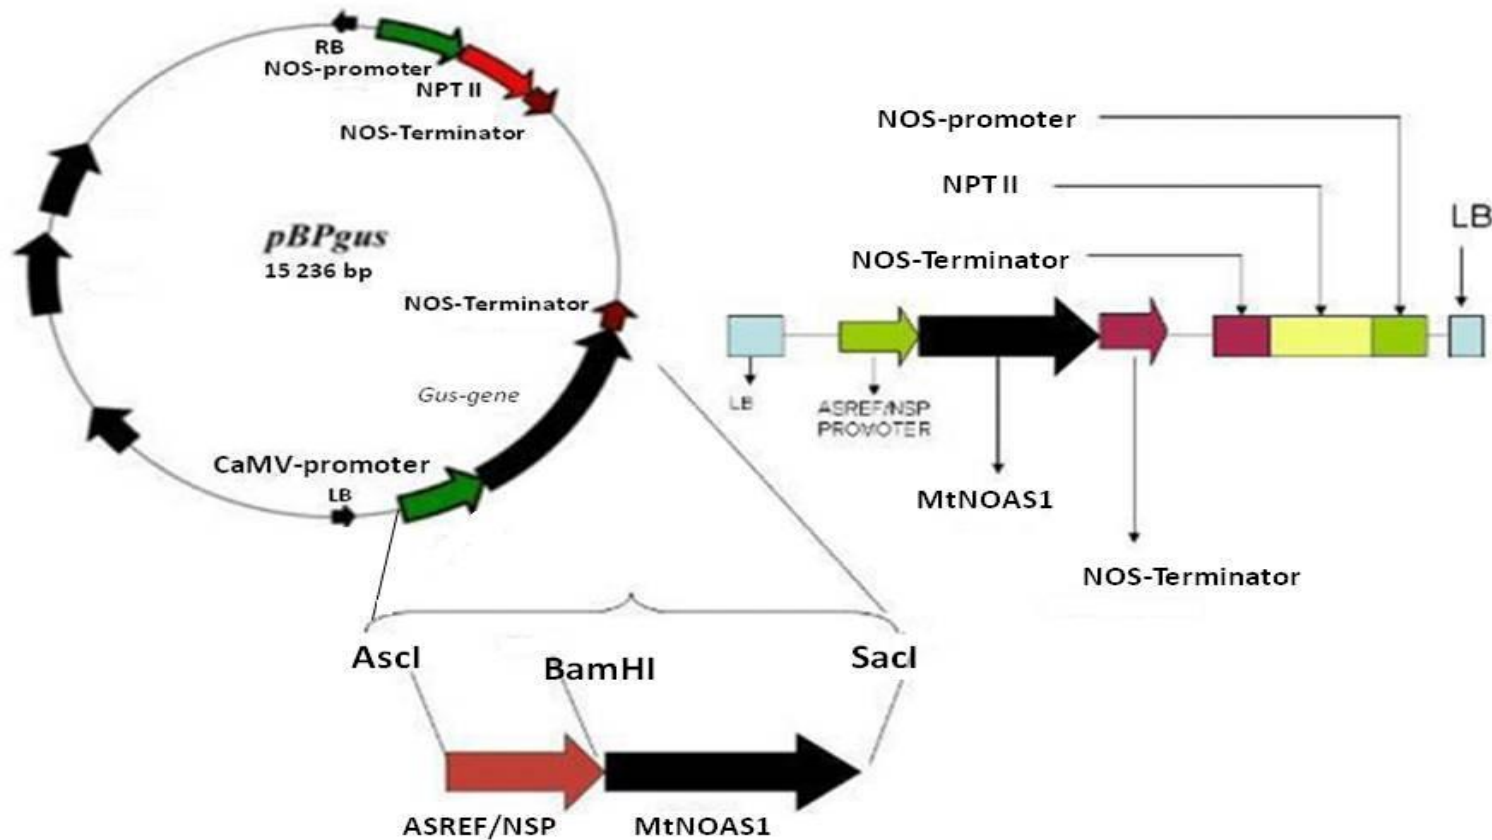 RB
NOS-promoter
NPT II
NOS-Terminator
pBPgus
15 236 bp
NOS-Terminator
Gus-gene
CaMV-promoter
LB
AscI
BamHI
SacI
ASREF/NSP
MtNOAS1
NOS-promoter
NPT II
NOS-Terminator
LB
LB
ASREF/NSP
PROMOTER
MtNOAS1
NOS-Terminator